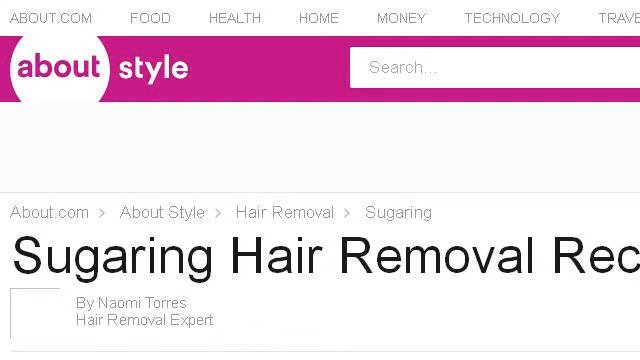 ABOUT.COM FOOD HEALTH HOME MONEY TECHNOLOGY TRAVE
about style Search...
About.com > About Style > Hair Removal > Sugaring
Sugaring Hair Removal Rec
By Naomi Torres
Hair Removal Expert